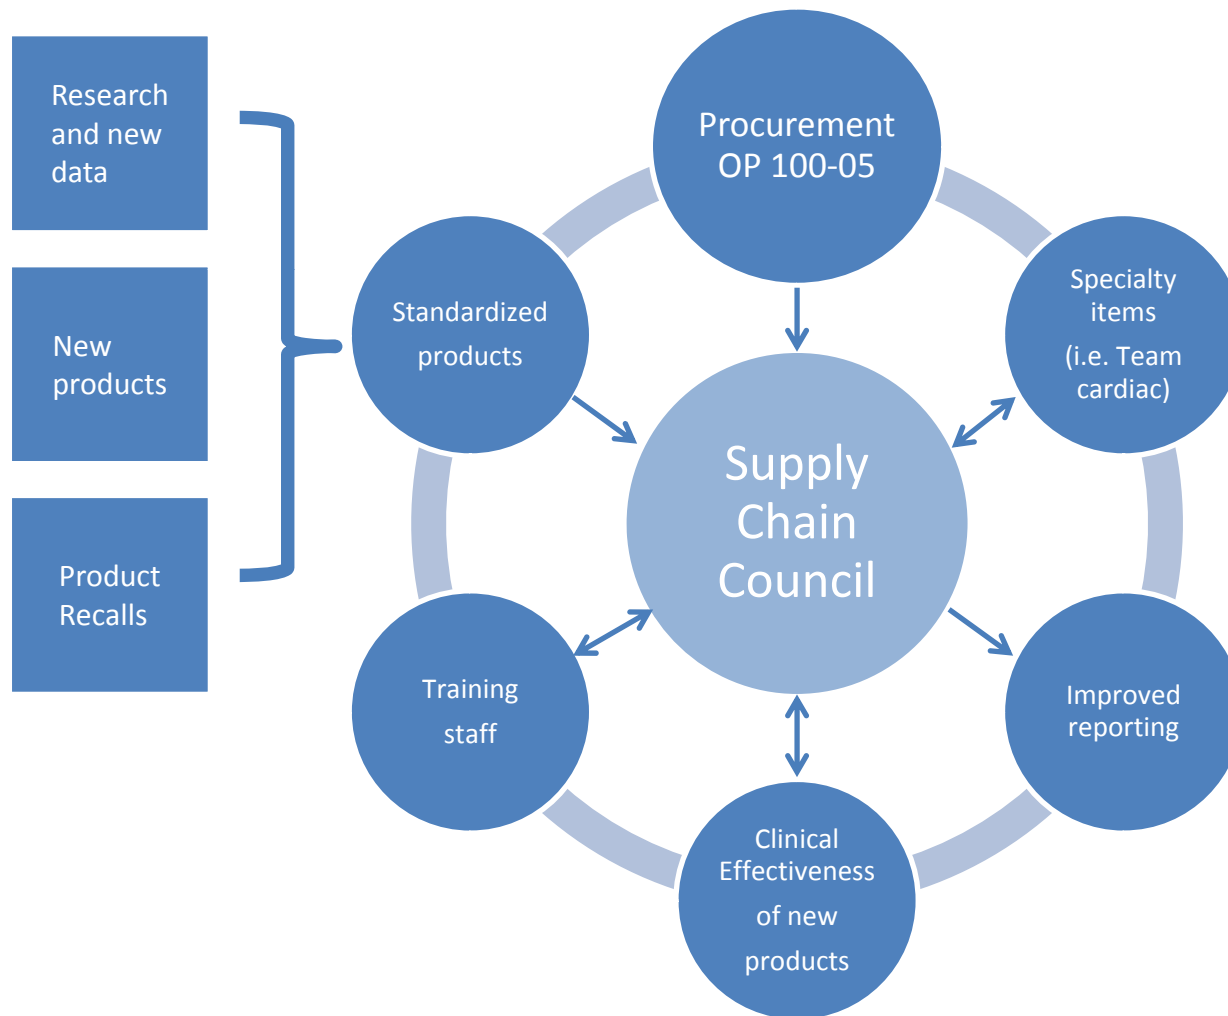 Research
and new
data
New
products
Product
Recalls
Procurement
OP 100-05
Standardized
products
Specialty
items
(i.e. Team
cardiac)
Supply
Chain
Council
Training
staff
Improved
reporting
Clinical
Effectiveness
of new
products